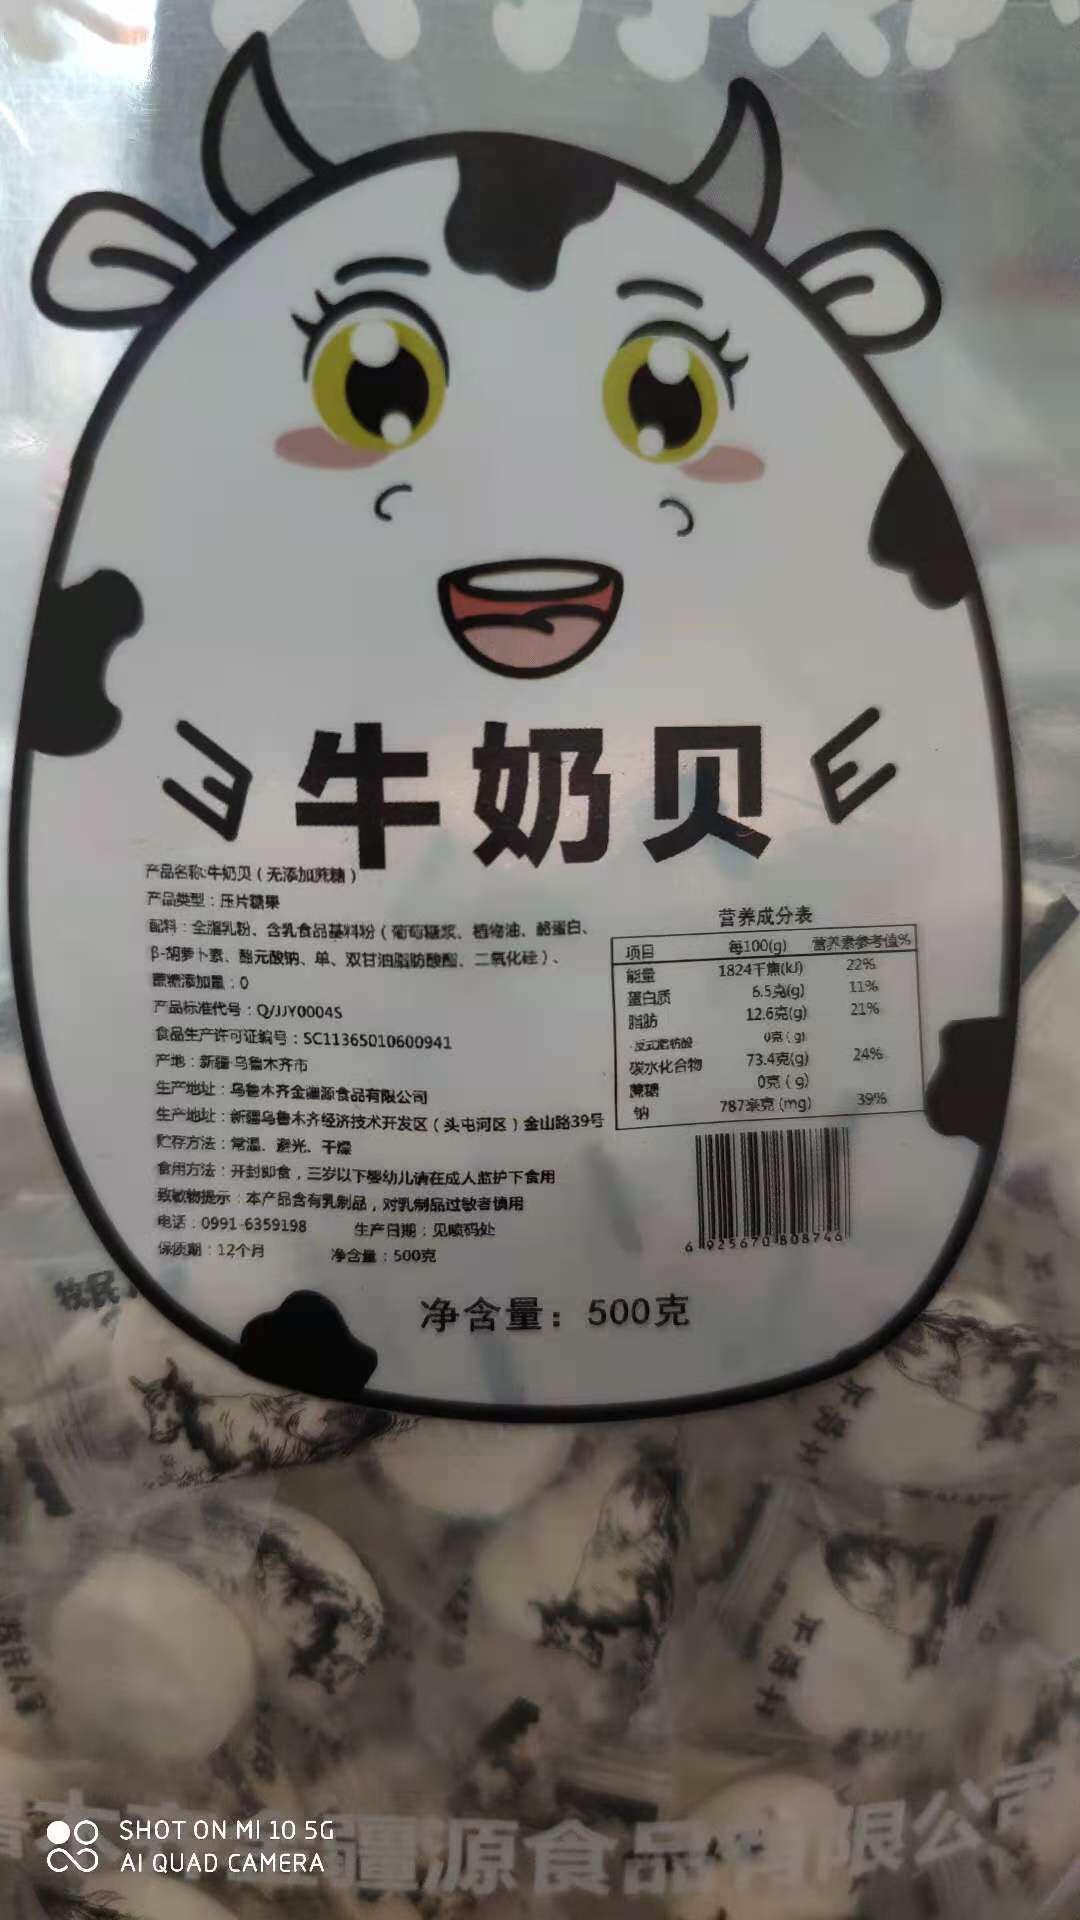 牛奶贝
产品名称:牛奶贝(无添加蔗糖)
产品类型：压片糖果
配料：全脂乳粉、含乳食品基料粉(葡萄糖浆、植物油、酪蛋白、
β-胡萝卜素、酪元酸钠、单、双甘油脂肪酸酯、二氧化硅)、
蔗糖添加量：0
产品标准代号：Q/JJY0004S
食品生产许可证编号：SC11365010600941
产地：新疆 乌鲁木齐市
生产地址：乌鲁木齐金疆源食品有限公司
生产地址：新疆乌鲁木齐经济技术开发区(头屯河区)金山路39号
贮存方法：常温、避光、干燥
食用方法：开封即食，三岁以下婴幼儿请在成人监护下食用
致敏物提示：本产品含有乳制品，对乳制品过敏者慎用
电话：0991-6359198 生产日期：见喷码处
保质期：12个月 净含量：500克
营养成分表
项目 每100(g) 营养素参考值%
能量 1824千焦(kJ) 22%
蛋白质 6.5克(g) 11%
脂肪 12.6克(g) 21%
-反式脂肪酸 0克(g)
碳水化合物 73.4克(g) 24%
蔗糖 0克(g)
钠 787毫克(mg) 39%
6925670808746
净含量：500克
牧民
疆源食品有限公司
SHOT ON MI 10 5G
AI QUAD CAMERA